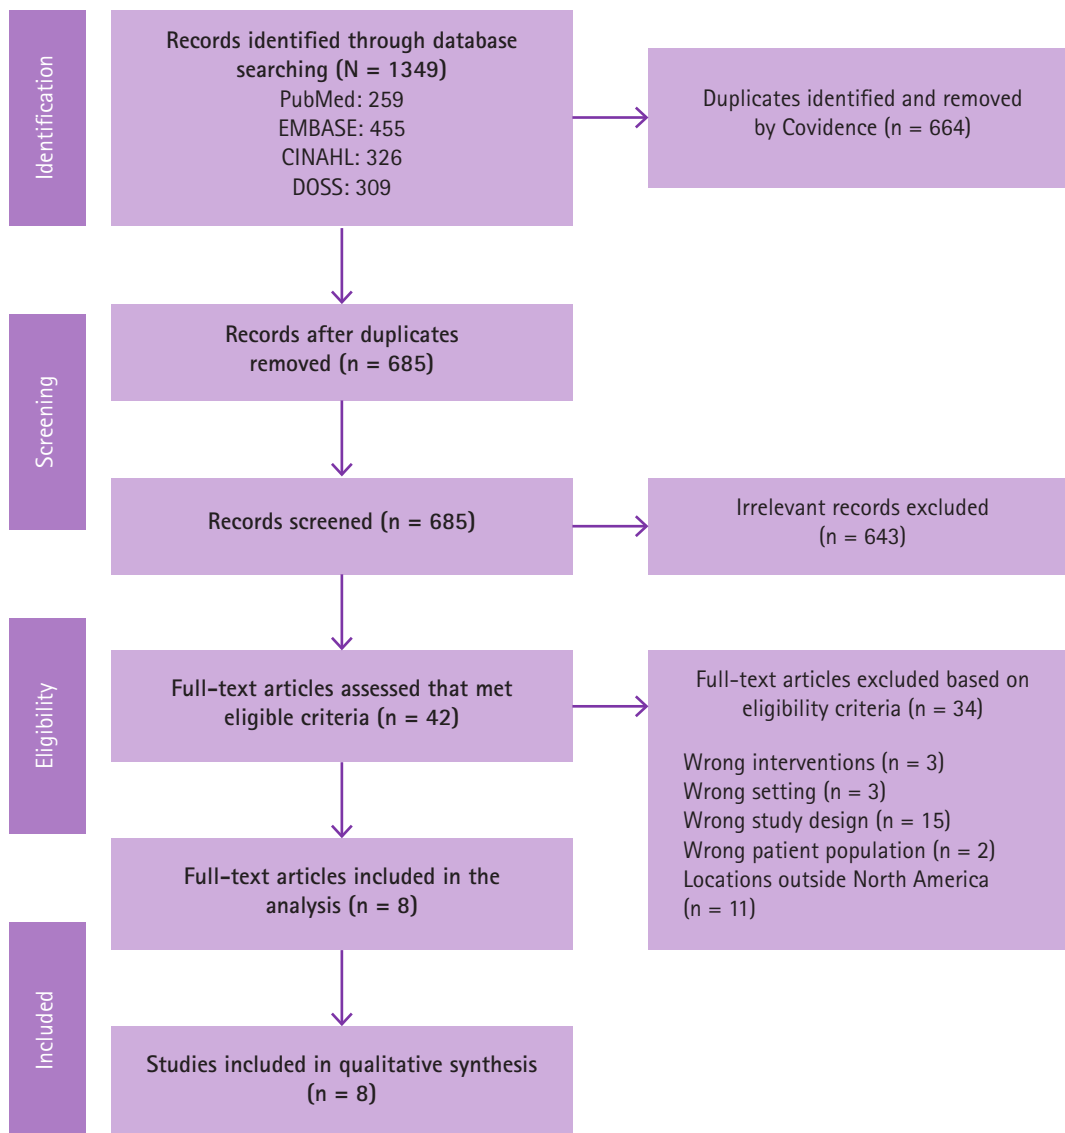 Identification
Records identified through database
searching (N = 1349)
PubMed: 259
EMBASE: 455
CINAHL: 326
DOSS: 309
Duplicates identified and removed
by Covidence (n = 664)
Screening
Records after duplicates
removed (n = 685)
Records screened (n = 685)
Irrelevant records excluded
(n = 643)
Eligibility
Full-text articles assessed that met
eligible criteria (n = 42)
Full-text articles excluded based on
eligibility criteria (n = 34)
Wrong interventions (n = 3)
Wrong setting (n = 3)
Wrong study design (n = 15)
Wrong patient population (n = 2)
Locations outside North America
(n = 11)
Full-text articles included in the
analysis (n = 8)
Included
Studies included in qualitative synthesis
(n = 8)